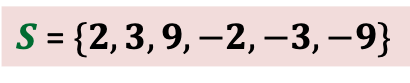 S = {2, 3, 9, −2, −3, −9}